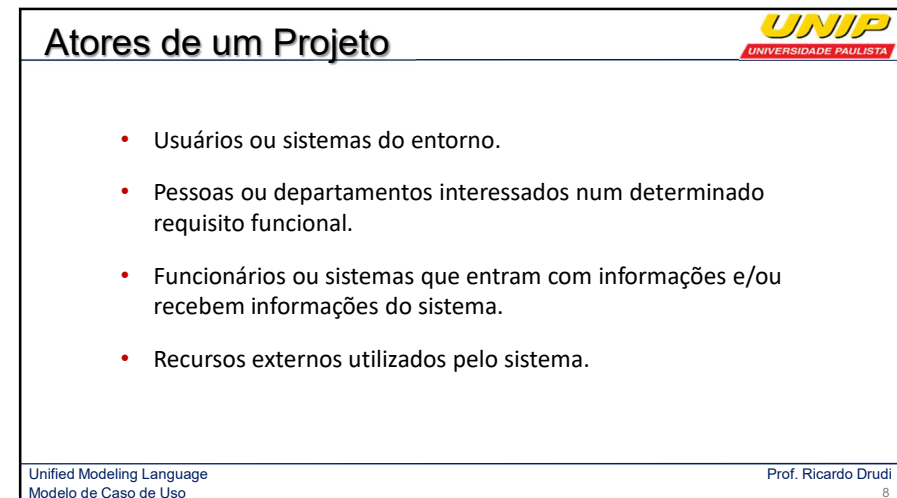 Atores de um Projeto
UNIP
UNIVERSIDADE PAULISTA
• Usuários ou sistemas do entorno.
• Pessoas ou departamentos interessados num determinado
requisito funcional.
• Funcionários ou sistemas que entram com informações e/ou
recebem informações do sistema.
• Recursos externos utilizados pelo sistema.
Unified Modeling Language
Prof. Ricardo Drudi
Modelo de Caso de Uso
8